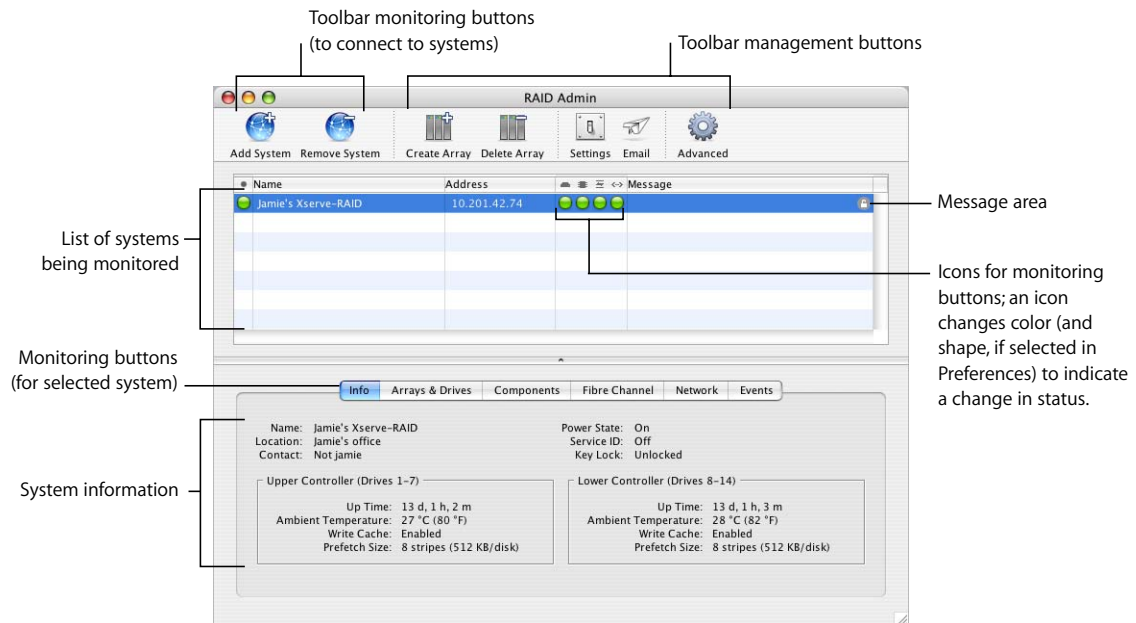 Toolbar monitoring buttons
(to connect to systems)
Toolbar management buttons
RAID Admin
Add System Remove System Create Array Delete Array Settings Email Advanced
Name Address Message
Jamie's Xserve-RAID 10.201.42.74
Message area
List of systems
being monitored
Icons for monitoring
buttons; an icon
changes color (and
shape, if selected in
Preferences) to indicate
a change in status.
Monitoring buttons
(for selected system)
Info Arrays & Drives Components Fibre Channel Network Events
Name: Jamie's Xserve-RAID
Location: Jamie's office
Contact: Not jamie
Power State: On
Service ID: Off
Key Lock: Unlocked
System information
Upper Controller (Drives 1-7)
Up Time: 13 d, 1 h, 2 m
Ambient Temperature: 27 °C (80 °F)
Write Cache: Enabled
Prefetch Size: 8 stripes (512 KB/disk)
Lower Controller (Drives 8-14)
Up Time: 13 d, 1 h, 3 m
Ambient Temperature: 28 °C (82 °F)
Write Cache: Enabled
Prefetch Size: 8 stripes (512 KB/disk)